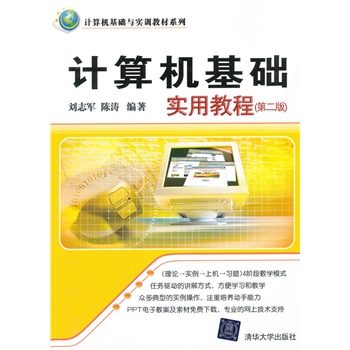 计算机基础与实训教材系列
计算机基础
实用教程(第二版)
刘志军 陈涛 编著
(理论→实例→上机→习题)4阶段教学模式
任务驱动的讲解方式，方便学习和教学
众多典型的实例操作，注重培养动手能力
PPT电子教案及素材免费下载，专业的网上技术支持
清华大学出版社